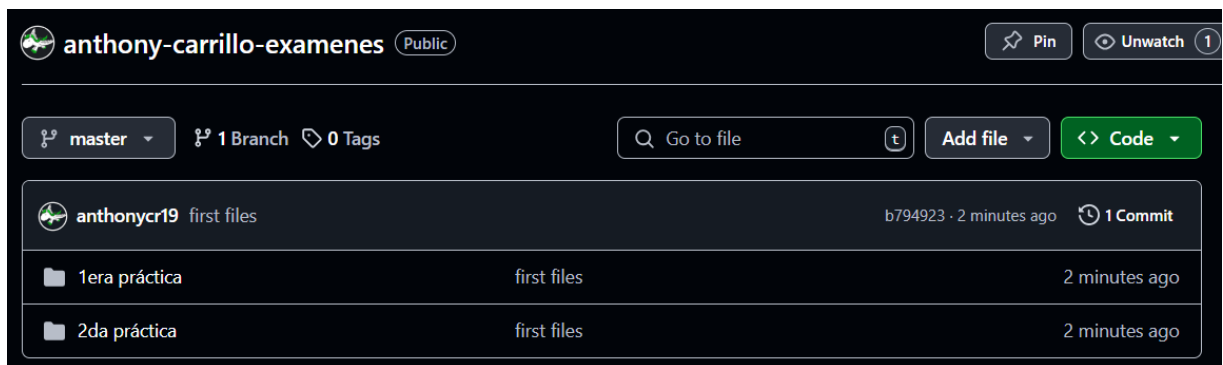 anthony-carrillo-examenes Public Pin Unwatch 1
master 1 Branch 0 Tags Go to file t Add file <> Code
anthonycr19 first files b794923 · 2 minutes ago 1 Commit
1era práctica first files 2 minutes ago
2da práctica first files 2 minutes ago